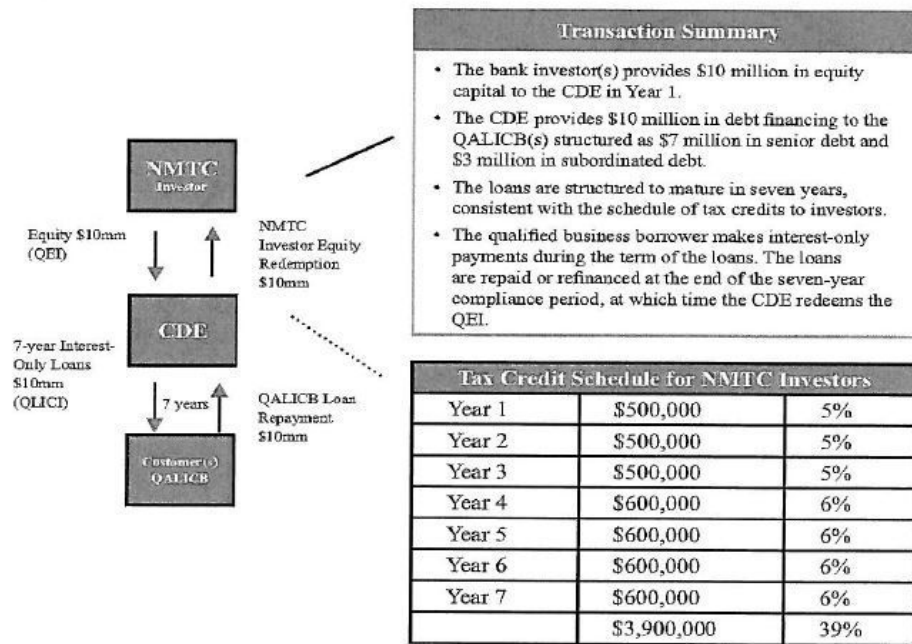 NMTC
Investor
Equity $10mm
(QEI)
NMTC
Investor Equity
Redemption
$10mm
CDE
7-year Interest-
Only Loans
$10mm
(QLICI)
7 years
QALICB Loan
Repayment
$10mm
Customer(s)
QALICB
Transaction Summary
• The bank investor(s) provides $10 million in equity
capital to the CDE in Year 1.
• The CDE provides $10 million in debt financing to the
QALICB(s) structured as $7 million in senior debt and
$3 million in subordinated debt.
• The loans are structured to mature in seven years,
consistent with the schedule of tax credits to investors.
• The qualified business borrower makes interest-only
payments during the term of the loans. The loans
are repaid or refinanced at the end of the seven-year
compliance period, at which time the CDE redeems the
QEI.
Tax Credit Schedule for NMTC Investors
Year 1 $500,000 5%
Year 2 $500,000 5%
Year 3 $500,000 5%
Year 4 $600,000 6%
Year 5 $600,000 6%
Year 6 $600,000 6%
Year 7 $600,000 6%
$3,900,000 39%